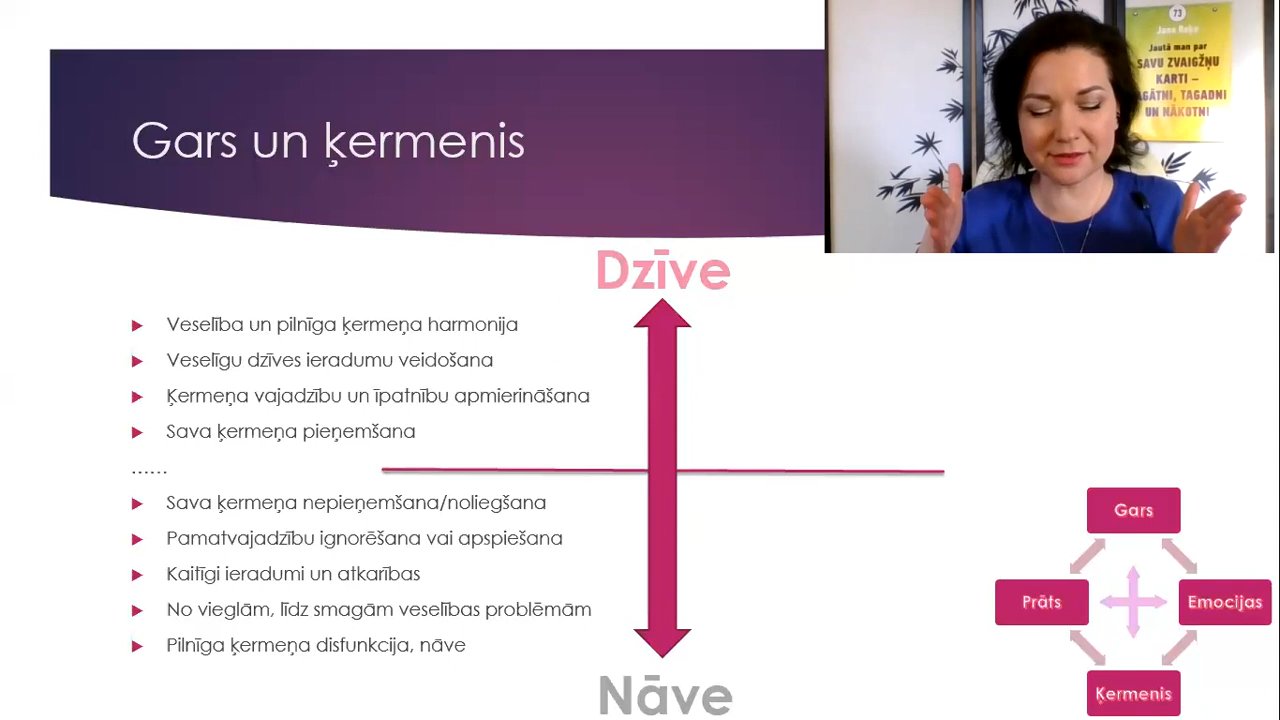 Gars un ķermenis
73
Jautā man par
SAVU ZVAIGŽŅU
KARTI –
TAGADNI
UN NĀKOTNI
Dzīve
Veselība un pilnīga ķermeņa harmonija
Veselīgu dzīves ieradumu veidošana
Ķermeņa vajadzību un īpatnību apmierināšana
Sava ķermeņa pieņemšana
......
Sava ķermeņa nepieņemšana/noliegšana
Pamatvajadzību ignorēšana vai apspiešana
Kaitīgi ieradumi un atkarības
No vieglām, līdz smagām veselības problēmām
Pilnīga ķermeņa disfunkcija, nāve
Nāve
Gars
Prāts
Emocijas
Ķermenis